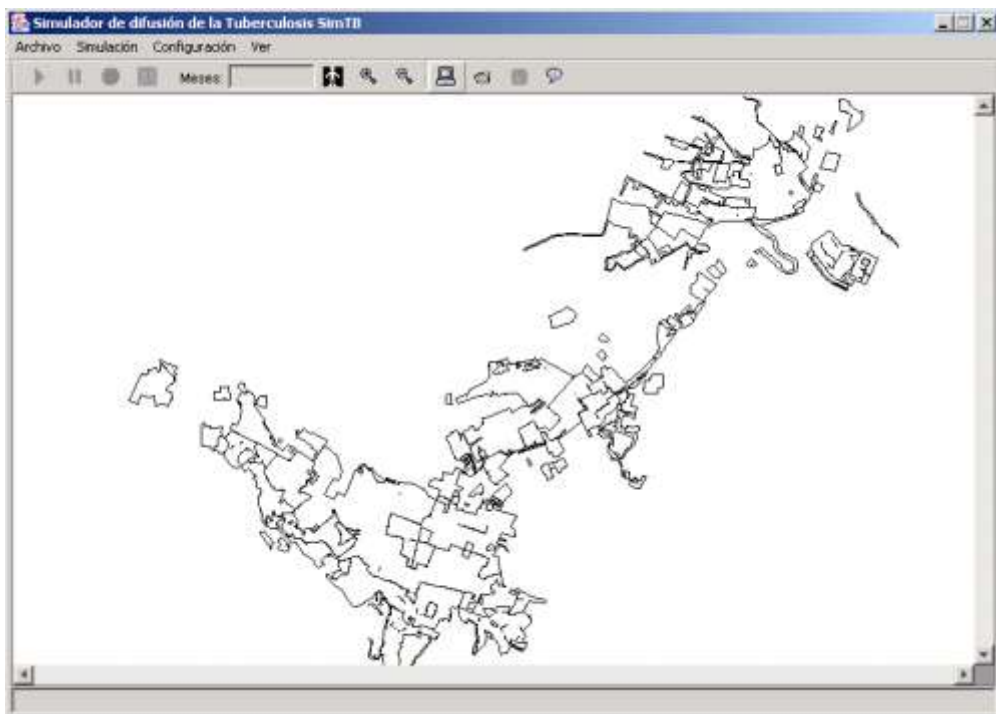 Simulador de difusión de la Tuberculosis SimTB
Archivo Simulación Configuración Ver
Meses: